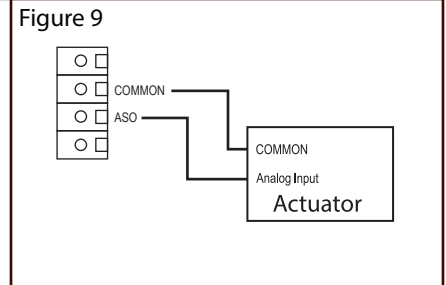 Figure 9
COMMON
ASO
COMMON
Analog Input
Actuator